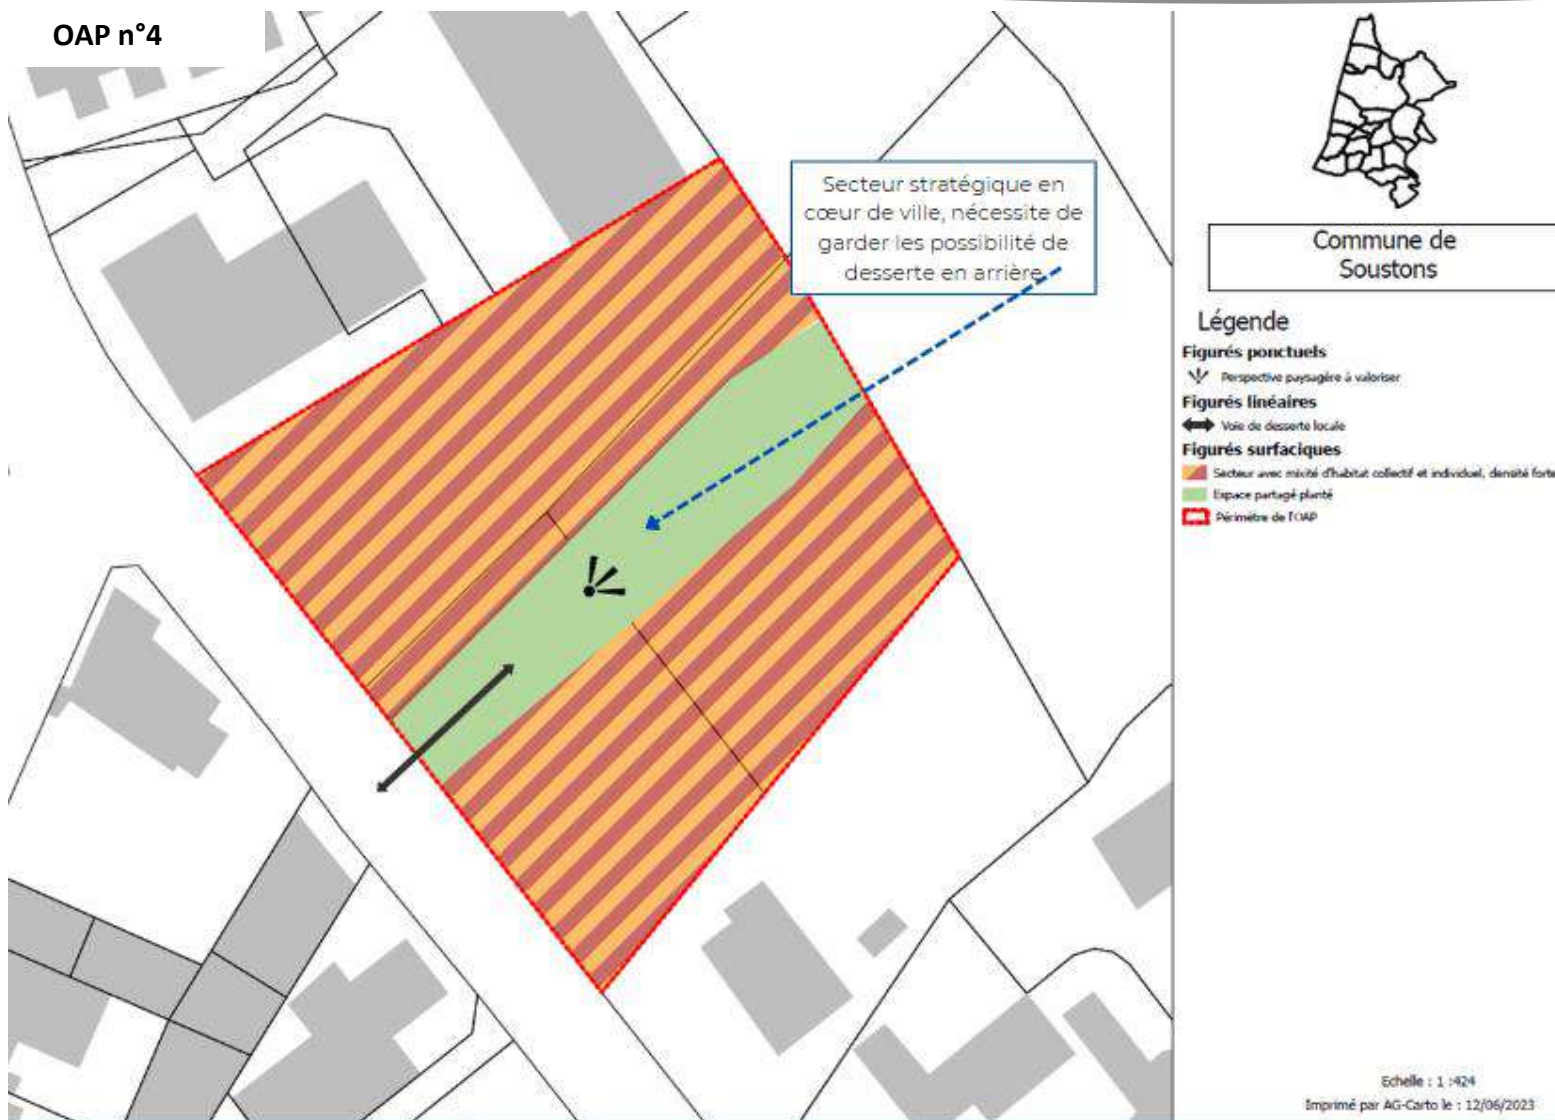 OAP n°4
Secteur stratégique en
cœur de ville, nécessite de
garder les possibilité de
desserte en arrière
Commune de
Soustons
Légende
Figurés ponctuels
Perspective paysagère à valoriser
Figurés linéaires
Voie de desserte locale
Figurés surfaciques
Secteur avec mixité d'habitat collectif et individuel, densité forte
Espace partagé planté
Périmètre de l'OAP
Echelle : 1 :424
Imprimé par AG-Carto le : 12/06/2023